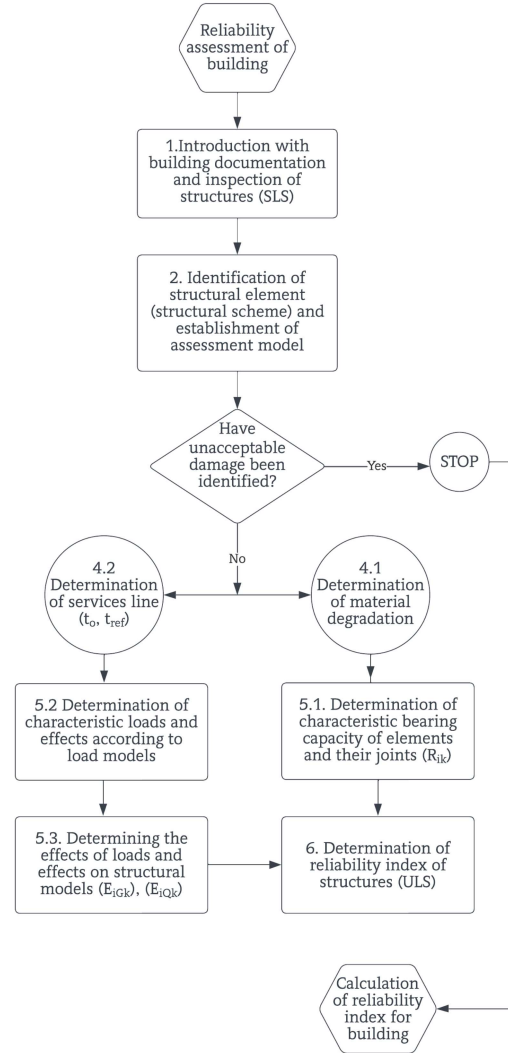 Reliability
assessment of
building
1.Introduction with
building documentation
and inspection of
structures (SLS)
2. Identification of
structural element
(structural scheme) and
establishment of
assessment model
Have
unacceptable
damage been
identified?
Yes
STOP
No
4.2
Determination
of services line
(to, tref)
4.1
Determination
of material
degradation
5.2 Determination of
characteristic loads and
effects according to
load models
5.1. Determination of
characteristic bearing
capacity of elements
and their joints (Rik)
5.3. Determining the
effects of loads and
effects on structural
models (EiGk), (EiQk)
6. Determination of
reliability index of
structures (ULS)
Calculation
of reliability
index for
building